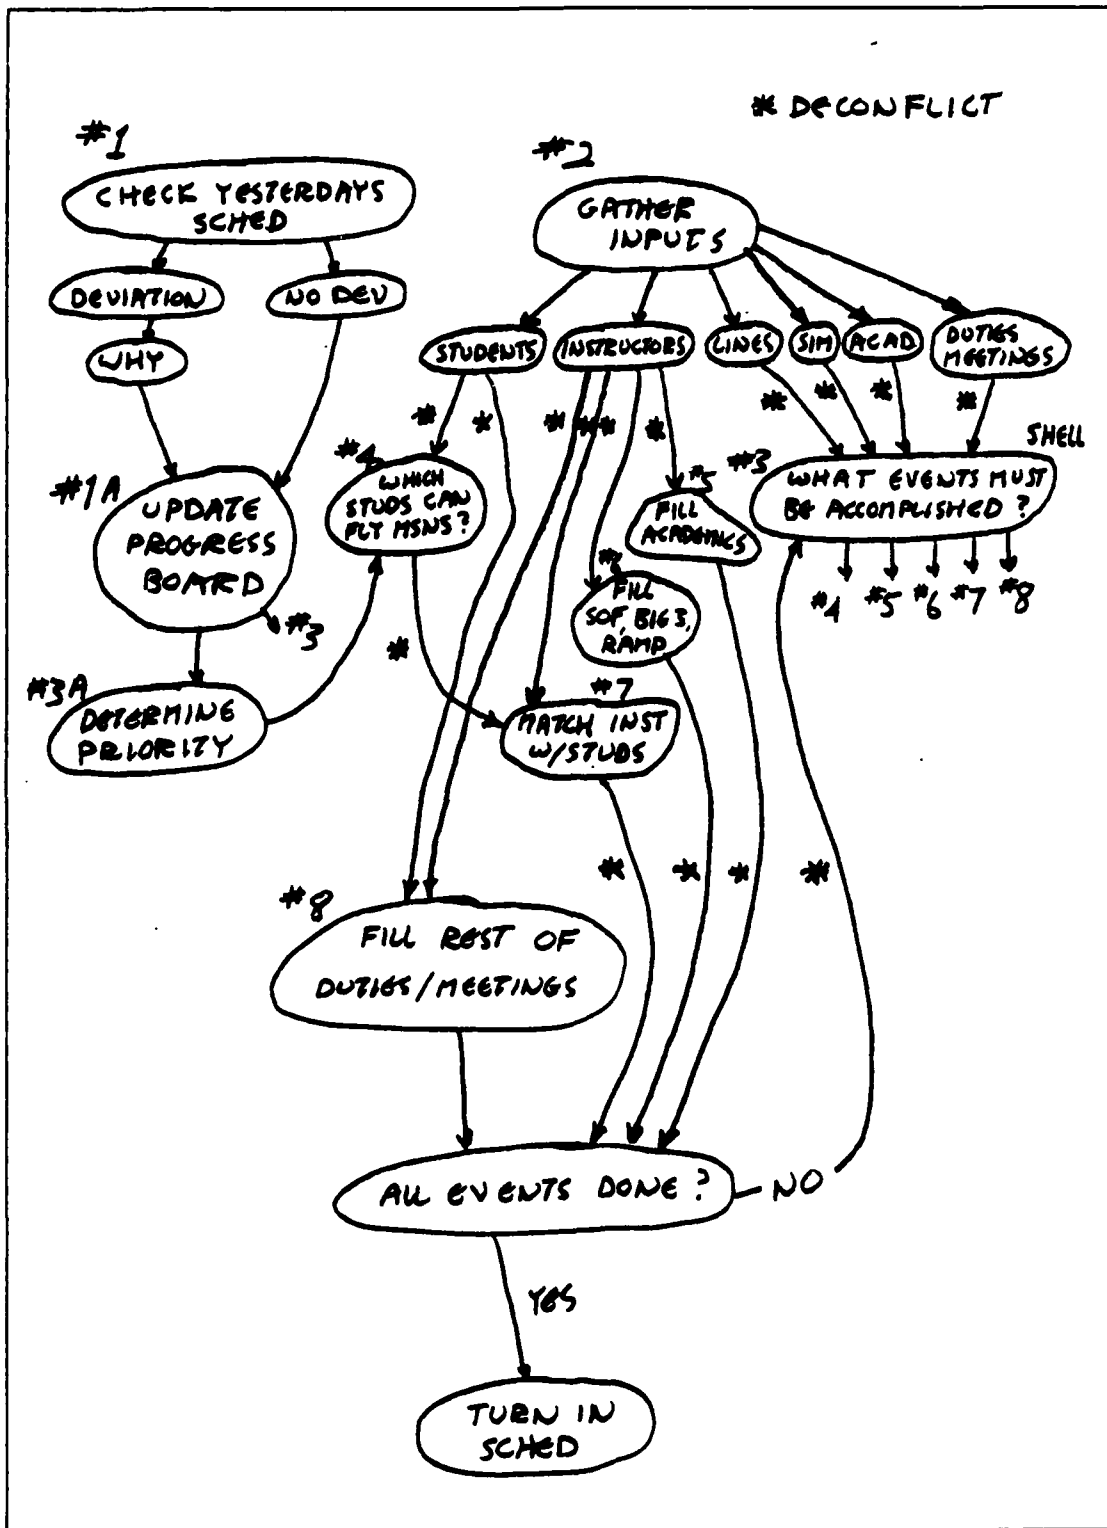 * DECONFLICT
#1
CHECK YESTERDAYS
SCHED
DEVIATION
NO DEV
WHY
#1A
UPDATE
PROGRESS
BOARD
#3
#3A
DETERMINE
PRIORITY
#2
GATHER
INPUTS
STUDENTS
INSTRUCTORS
LINES
SIM
ACAD
DUTIES
MEETINGS
*
*
*
*
*
*
*
*
*
*
#4
WHICH
STUDS CAN
FLY MSNS?
*
#5
FILL
ACADEMICS
FILL
SOF, BIG 3,
RAMP
SHELL
#3
WHAT EVENTS MUST
BE ACCOMPLISHED?
#4
#5
#6
#7
#8
#7
MATCH INST
W/STUDS
*
*
*
*
#8
FILL REST OF
DUTIES/MEETINGS
ALL EVENTS DONE?
NO
YES
TURN IN
SCHED